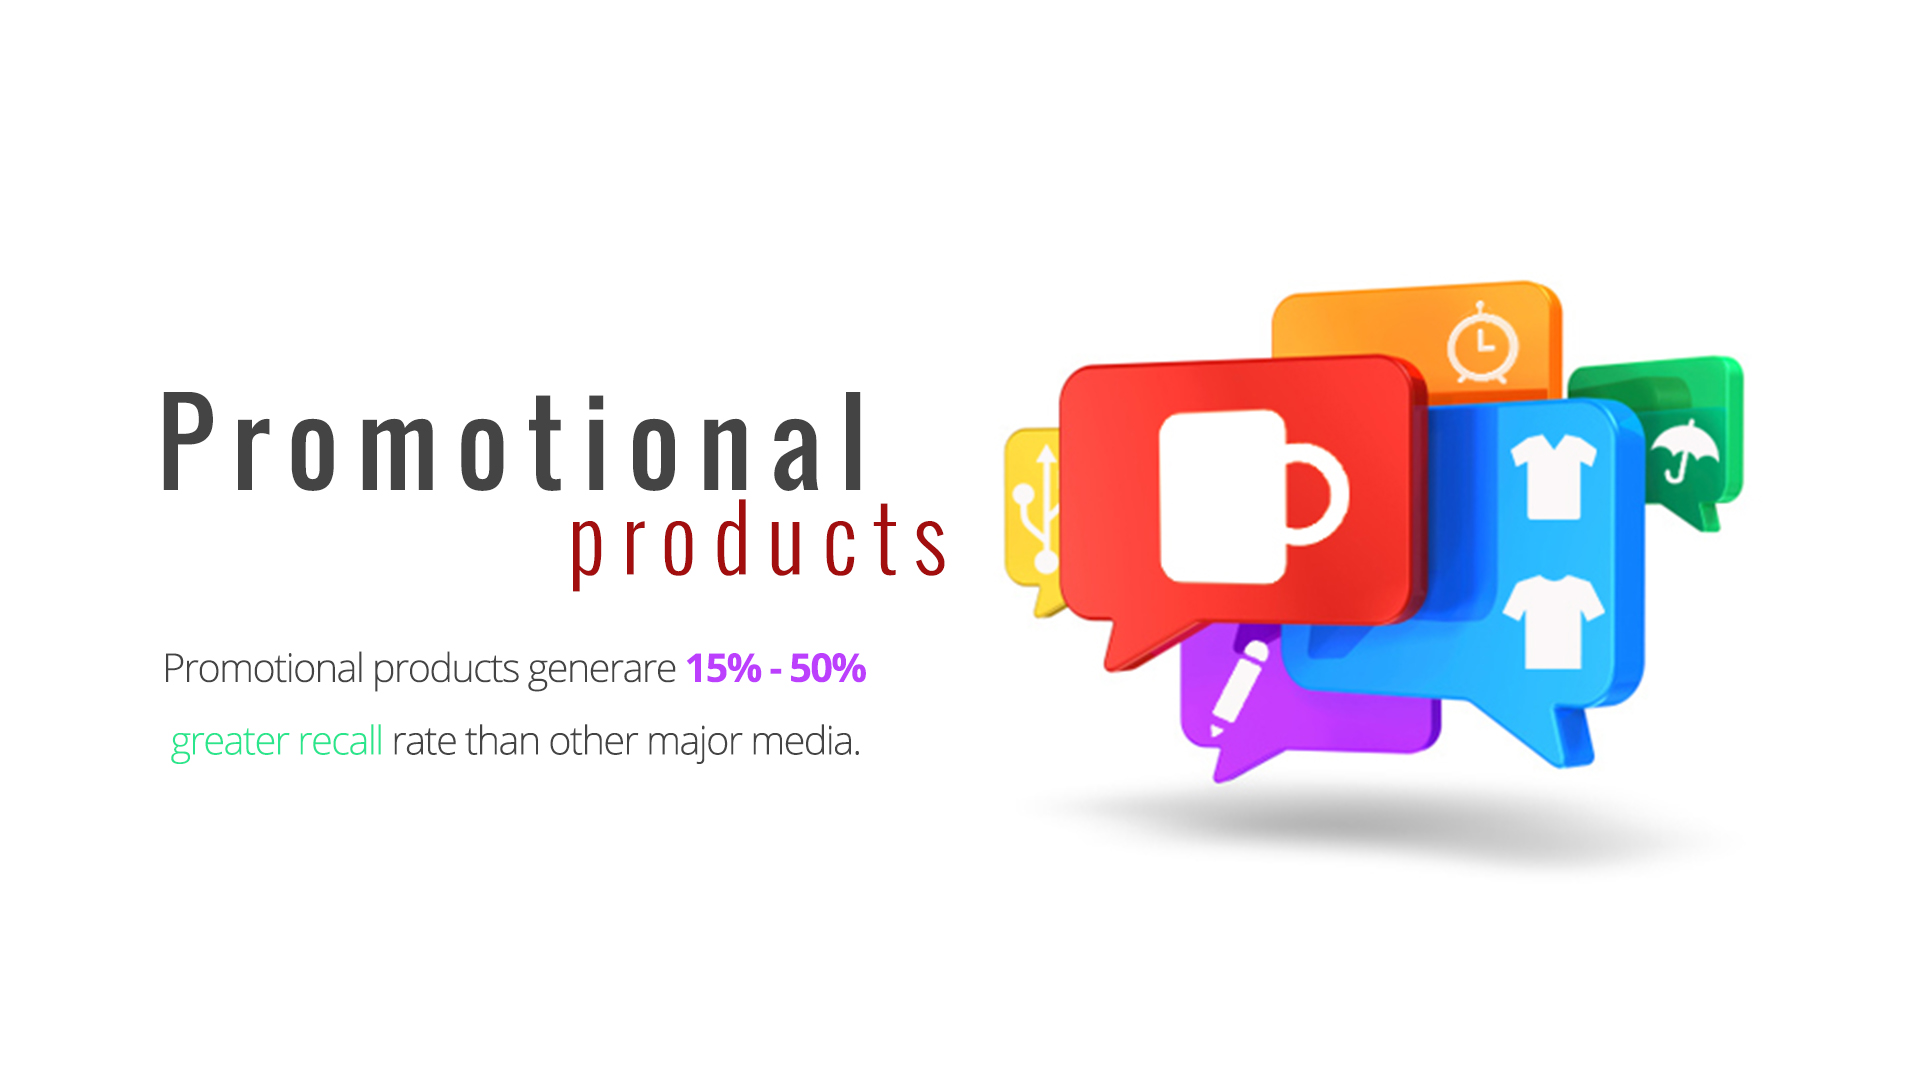 Promotional
products
Promotional products generare 15% - 50%
greater recall rate than other major media.